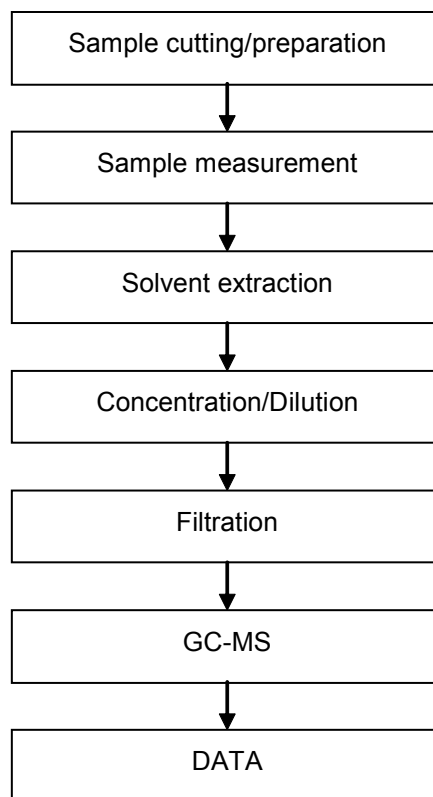 Sample cutting/preparation
Sample measurement
Solvent extraction
Concentration/Dilution
Filtration
GC-MS
DATA